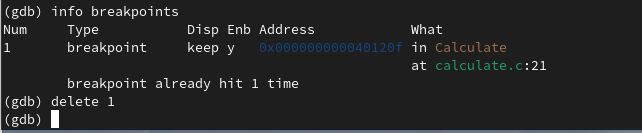 (gdb) info breakpoints
Num     Type           Disp Enb Address            What
1       breakpoint     keep y   0x000000000040120f in Calculate
                                                   at calculate.c:21
        breakpoint already hit 1 time
(gdb) delete 1
(gdb)